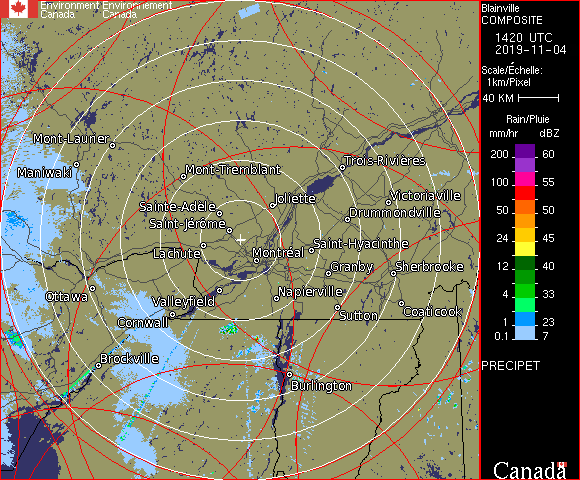 Environment Environnement
Canada Canada
Mont-Laurier
Maniwaki
Mont-Tremblant
Trois-Rivières
Sainte-Adèle
Joliette
Victoriaville
Drummondville
Saint-Jérôme
Lachute
Montréal
Saint-Hyacinthe
Granby
Sherbrooke
Ottawa
Valleyfield
Napierville
Cornwall
Sutton
Coaticook
Brockville
Burlington
Blainville
COMPOSITE
1420 UTC
2019-11-04
Scale/Échelle:
1km/Pixel
40 KM
Rain/Pluie
mm/hr dBZ
200 60
100 55
50 50
24 45
12 40
4 33
1 23
0.1 7
PRECIPET
Canada